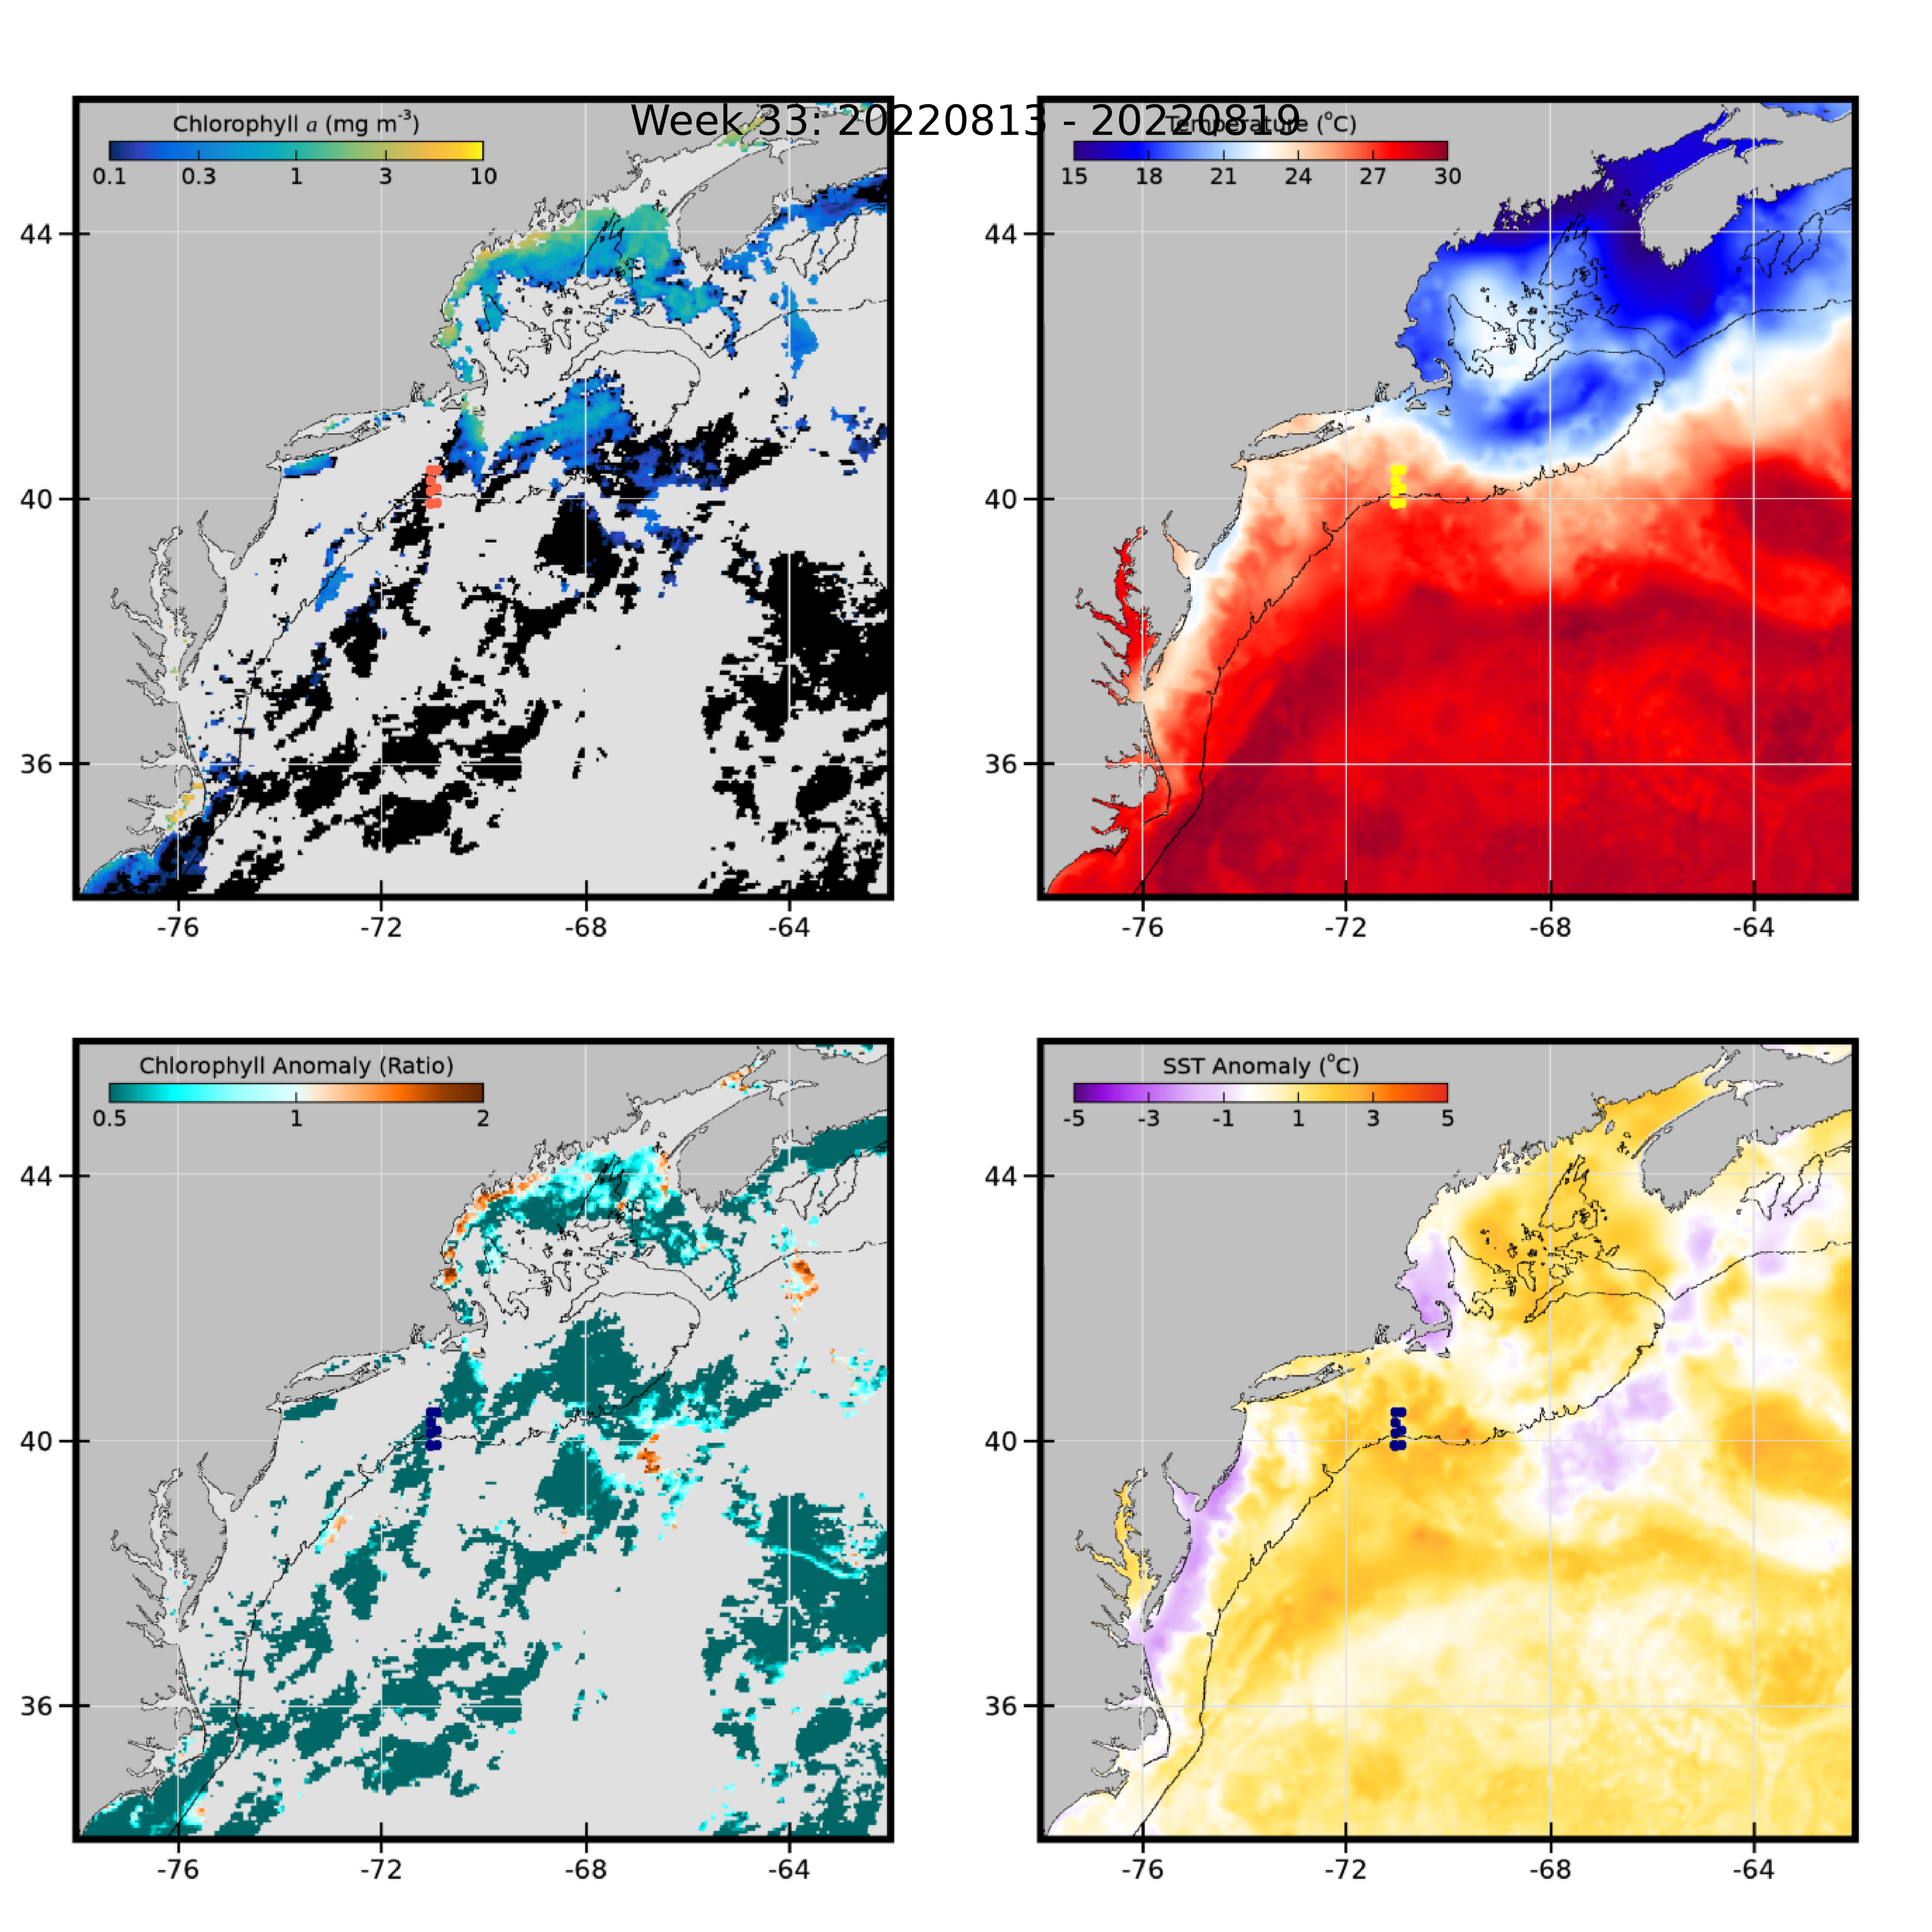 Week 33: 20220813 - 20220819
Chlorophyll a (mg m-3)
0.1 0.3 1 3 10
44
40
36
-76 -72 -68 -64
Temperature (°C)
15 18 21 24 27 30
44
40
36
-76 -72 -68 -64
Chlorophyll Anomaly (Ratio)
0.5 1 2
44
40
36
-76 -72 -68 -64
SST Anomaly (°C)
-5 -3 -1 1 3 5
44
40
36
-76 -72 -68 -64